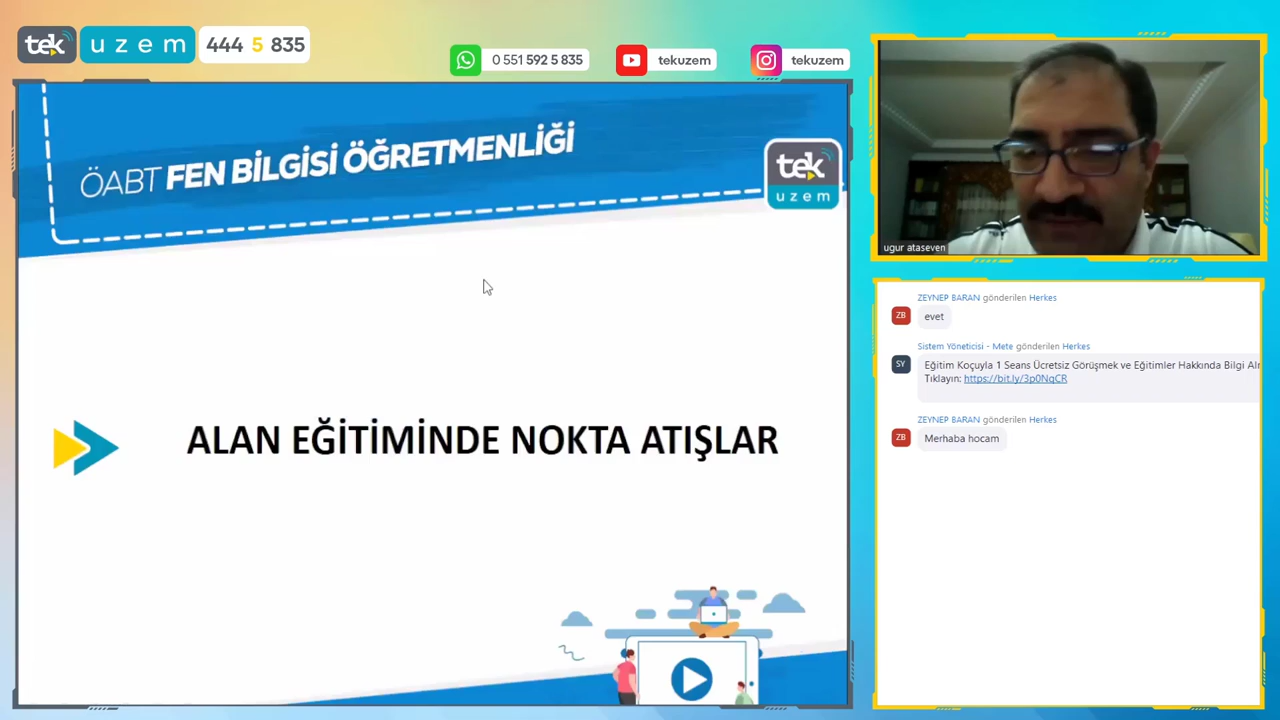 tek
uzem
444 5 835
0 551 592 5 835
tekuzem
tekuzem
ÖABT FEN BİLGİSİ ÖĞRETMENLİĞİ
tek
uzem
ALAN EĞİTİMİNDE NOKTA ATIŞLAR
ugur ataseven
ZEYNEP BARAN gönderilen Herkes
ZB
evet
Sistem Yöneticisi - Mete gönderilen Herkes
SY
Eğitim Koçuyla 1 Seans Ücretsiz Görüşmek ve Eğitimler Hakkında Bilgi Alr
Tıklayın: https://bit.ly/3p0NqCR
ZEYNEP BARAN gönderilen Herkes
ZB
Merhaba hocam